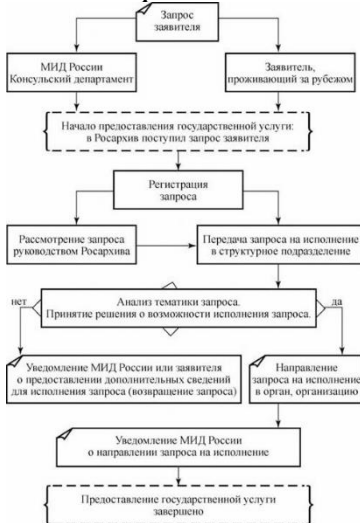 Запрос
заявителя
МИД России
Консульский департамент
Заявитель,
проживающий за рубежом
Начало предоставления государственной услуги:
в Росархив поступил запрос заявителя
Регистрация
запроса
Рассмотрение запроса
руководством Росархива
Передача запроса на исполнение
в структурное подразделение
нет
Анализ тематики запроса.
Принятие решения о возможности исполнения запроса.
да
Уведомление МИД России или заявителя
о предоставлении дополнительных сведений
для исполнения запроса (возвращение запроса)
Направление
запроса на исполнение
в орган, организацию
Уведомление МИД России
о направлении запроса на исполнение
Предоставление государственной услуги
завершено